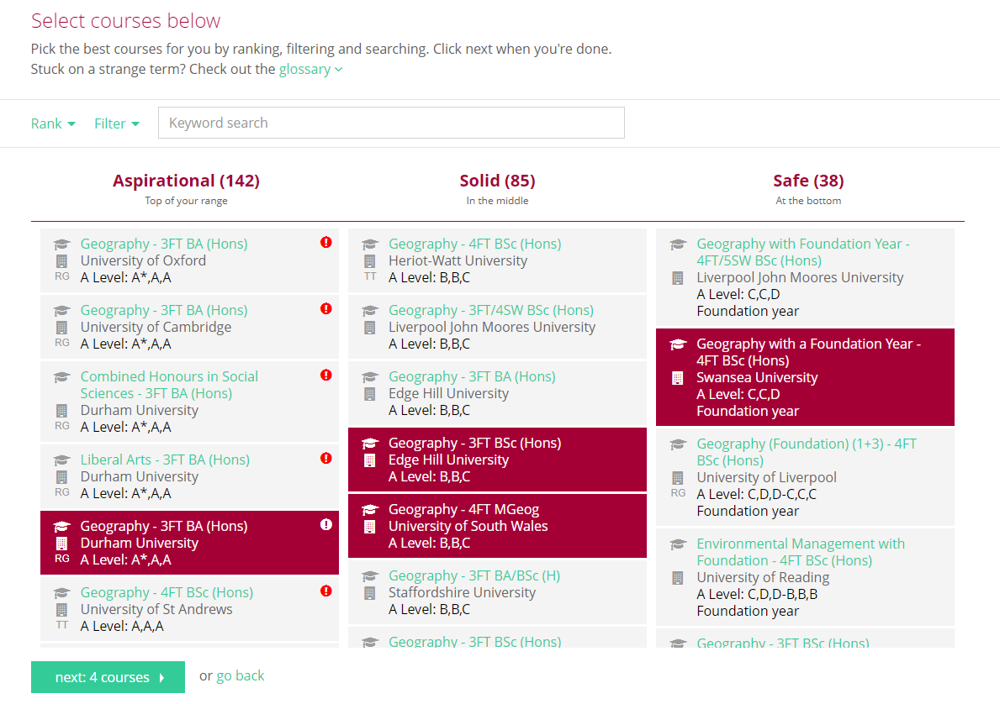 Select courses below
Pick the best courses for you by ranking, filtering and searching. Click next when you're done.
Stuck on a strange term? Check out the glossary
Rank
Filter
Keyword search
Aspirational (142)
Top of your range
Geography - 3FT BA (Hons)
University of Oxford
RG
A Level: A*,A,A
Geography - 3FT BA (Hons)
University of Cambridge
RG
A Level: A*,A,A
Combined Honours in Social
Sciences - 3FT BA (Hons)
Durham University
RG
A Level: A*,A,A
Liberal Arts - 3FT BA (Hons)
Durham University
RG
A Level: A*,A,A
Geography - 3FT BA (Hons)
Durham University
RG
A Level: A*,A,A
Geography - 4FT BSc (Hons)
University of St Andrews
TT
A Level: A,A,A
Solid (85)
In the middle
Geography - 4FT BSc (Hons)
Heriot-Watt University
TT
A Level: B,B,C
Geography - 3FT/4SW BSc (Hons)
Liverpool John Moores University
A Level: B,B,C
Geography - 3FT BA (Hons)
Edge Hill University
A Level: B,B,C
Geography - 3FT BSc (Hons)
Edge Hill University
A Level: B,B,C
Geography - 4FT MGeog
University of South Wales
A Level: B,B,C
Geography - 3FT BA/BSc (H)
Staffordshire University
A Level: B,B,C
Geography - 3FT BSc (Hons)
Safe (38)
At the bottom
Geography with Foundation Year -
4FT/5SW BSc (Hons)
Liverpool John Moores University
A Level: C,C,D
Foundation year
Geography with a Foundation Year -
4FT BSc (Hons)
Swansea University
A Level: C,C,D
Foundation year
Geography (Foundation) (1+3) - 4FT
BSc (Hons)
University of Liverpool
RG
A Level: C,D,D-C,C,C
Foundation year
Environmental Management with
Foundation - 4FT BSc (Hons)
University of Reading
A Level: C,D,D-B,B,B
Foundation year
Geography - 3FT BSc (Hons)
next: 4 courses
or go back